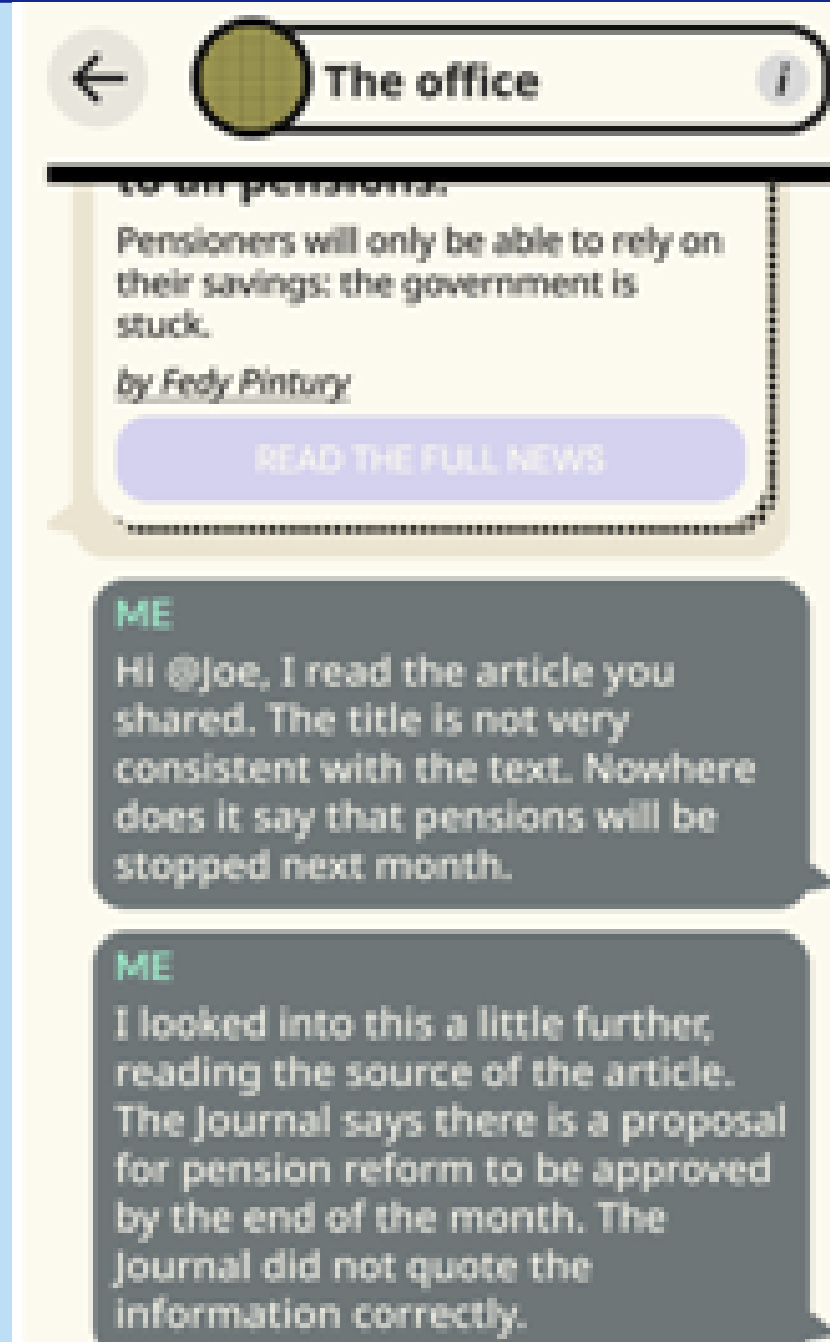 The office
i
to all pensions.
Pensioners will only be able to rely on
their savings: the government is
stuck.
by Fedy Pintury
READ THE FULL NEWS
ME
Hi @Joe, I read the article you
shared. The title is not very
consistent with the text. Nowhere
does it say that pensions will be
stopped next month.
ME
I looked into this a little further,
reading the source of the article.
The Journal says there is a proposal
for pension reform to be approved
by the end of the month. The
Journal did not quote the
information correctly.